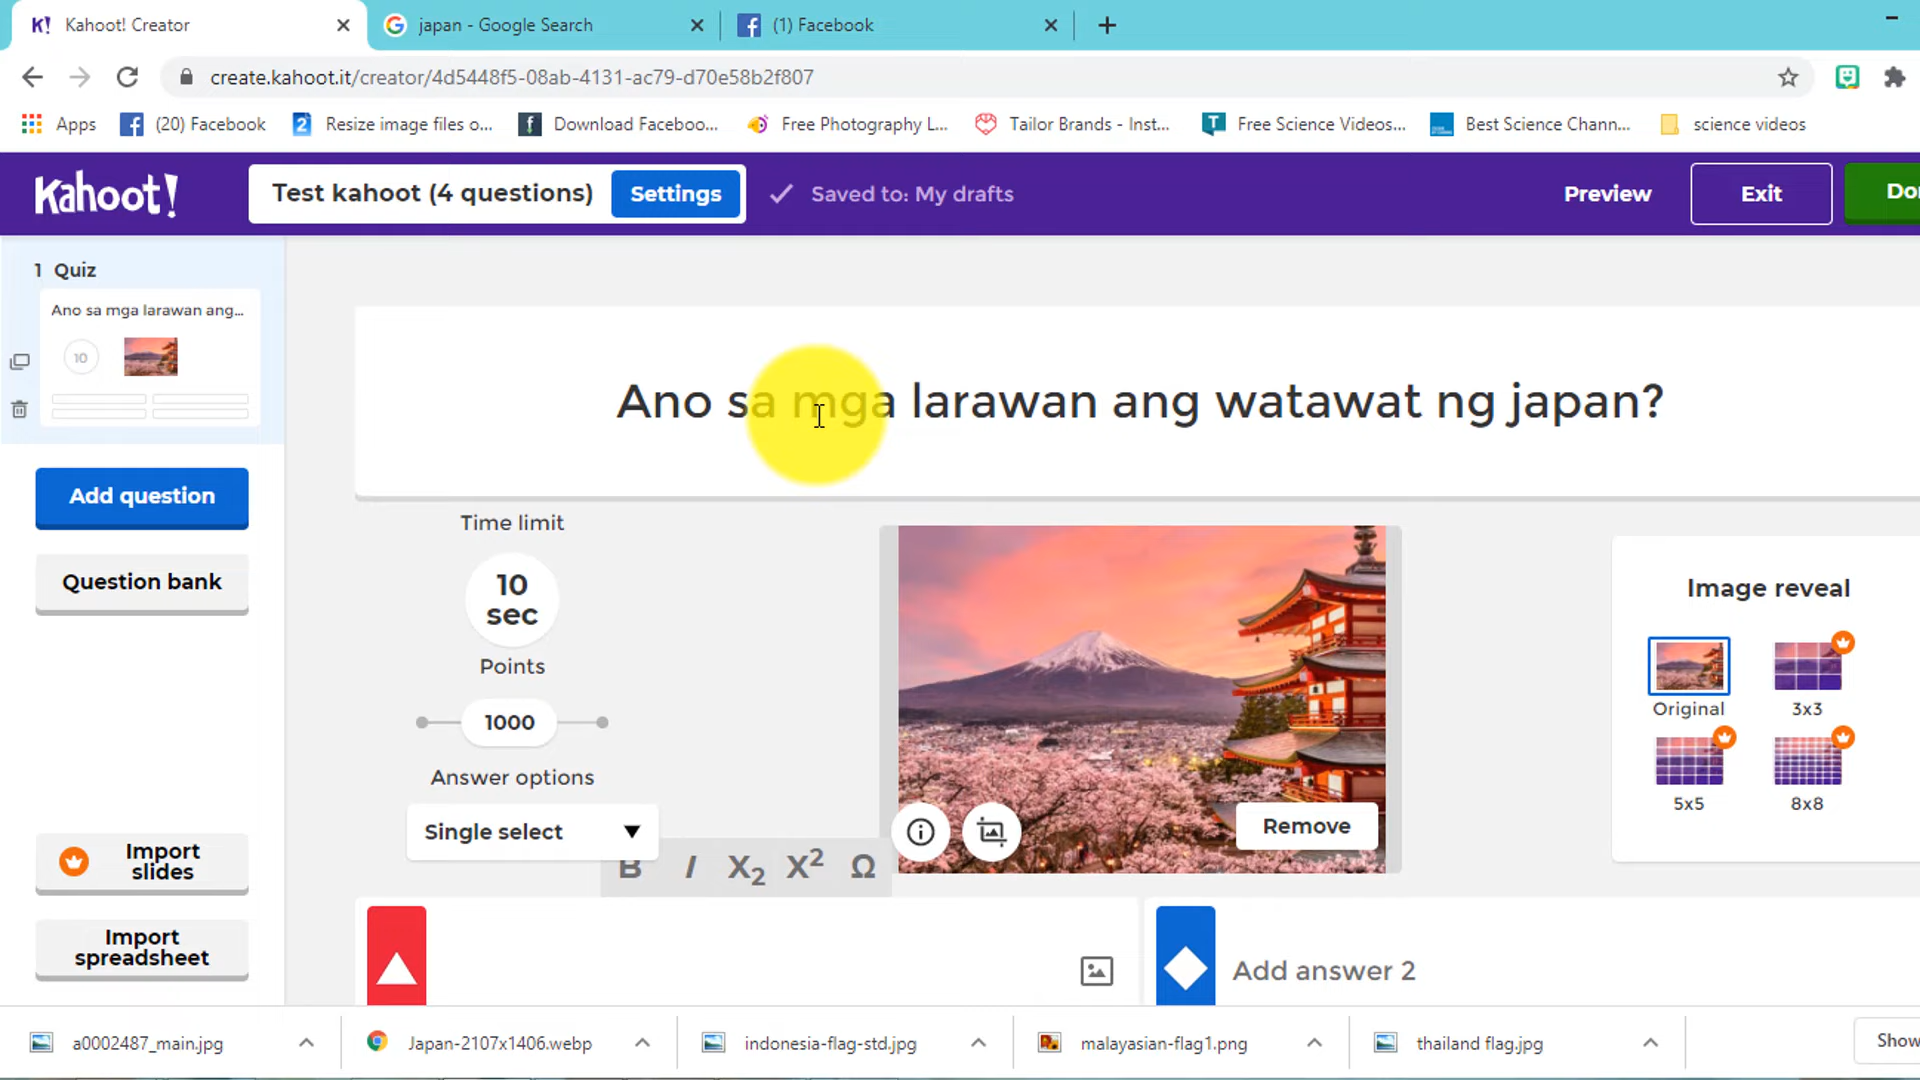 K! Kahoot! Creator
japan - Google Search
(1) Facebook
create.kahoot.it/creator/4d5448f5-08ab-4131-ac79-d70e58b2f807
Apps
(20) Facebook
Resize image files o...
Download Faceboo...
Free Photography L...
Tailor Brands - Inst...
Free Science Videos...
Best Science Chann...
science videos
Kahoot!
Test kahoot (4 questions)
Settings
Saved to: My drafts
Preview
Exit
1 Quiz
Ano sa mga larawan ang...
10
Add question
Question bank
Import
slides
Import
spreadsheet
Ano sa mga larawan ang watawat ng japan?
Time limit
10
sec
Points
1000
Answer options
Single select
B I X2 X2 Ω
Remove
Image reveal
Original
3x3
5x5
8x8
Add answer 2
a0002487_main.jpg
Japan-2107x1406.webp
indonesia-flag-std.jpg
malayasian-flag1.png
thailand flag.jpg
Show